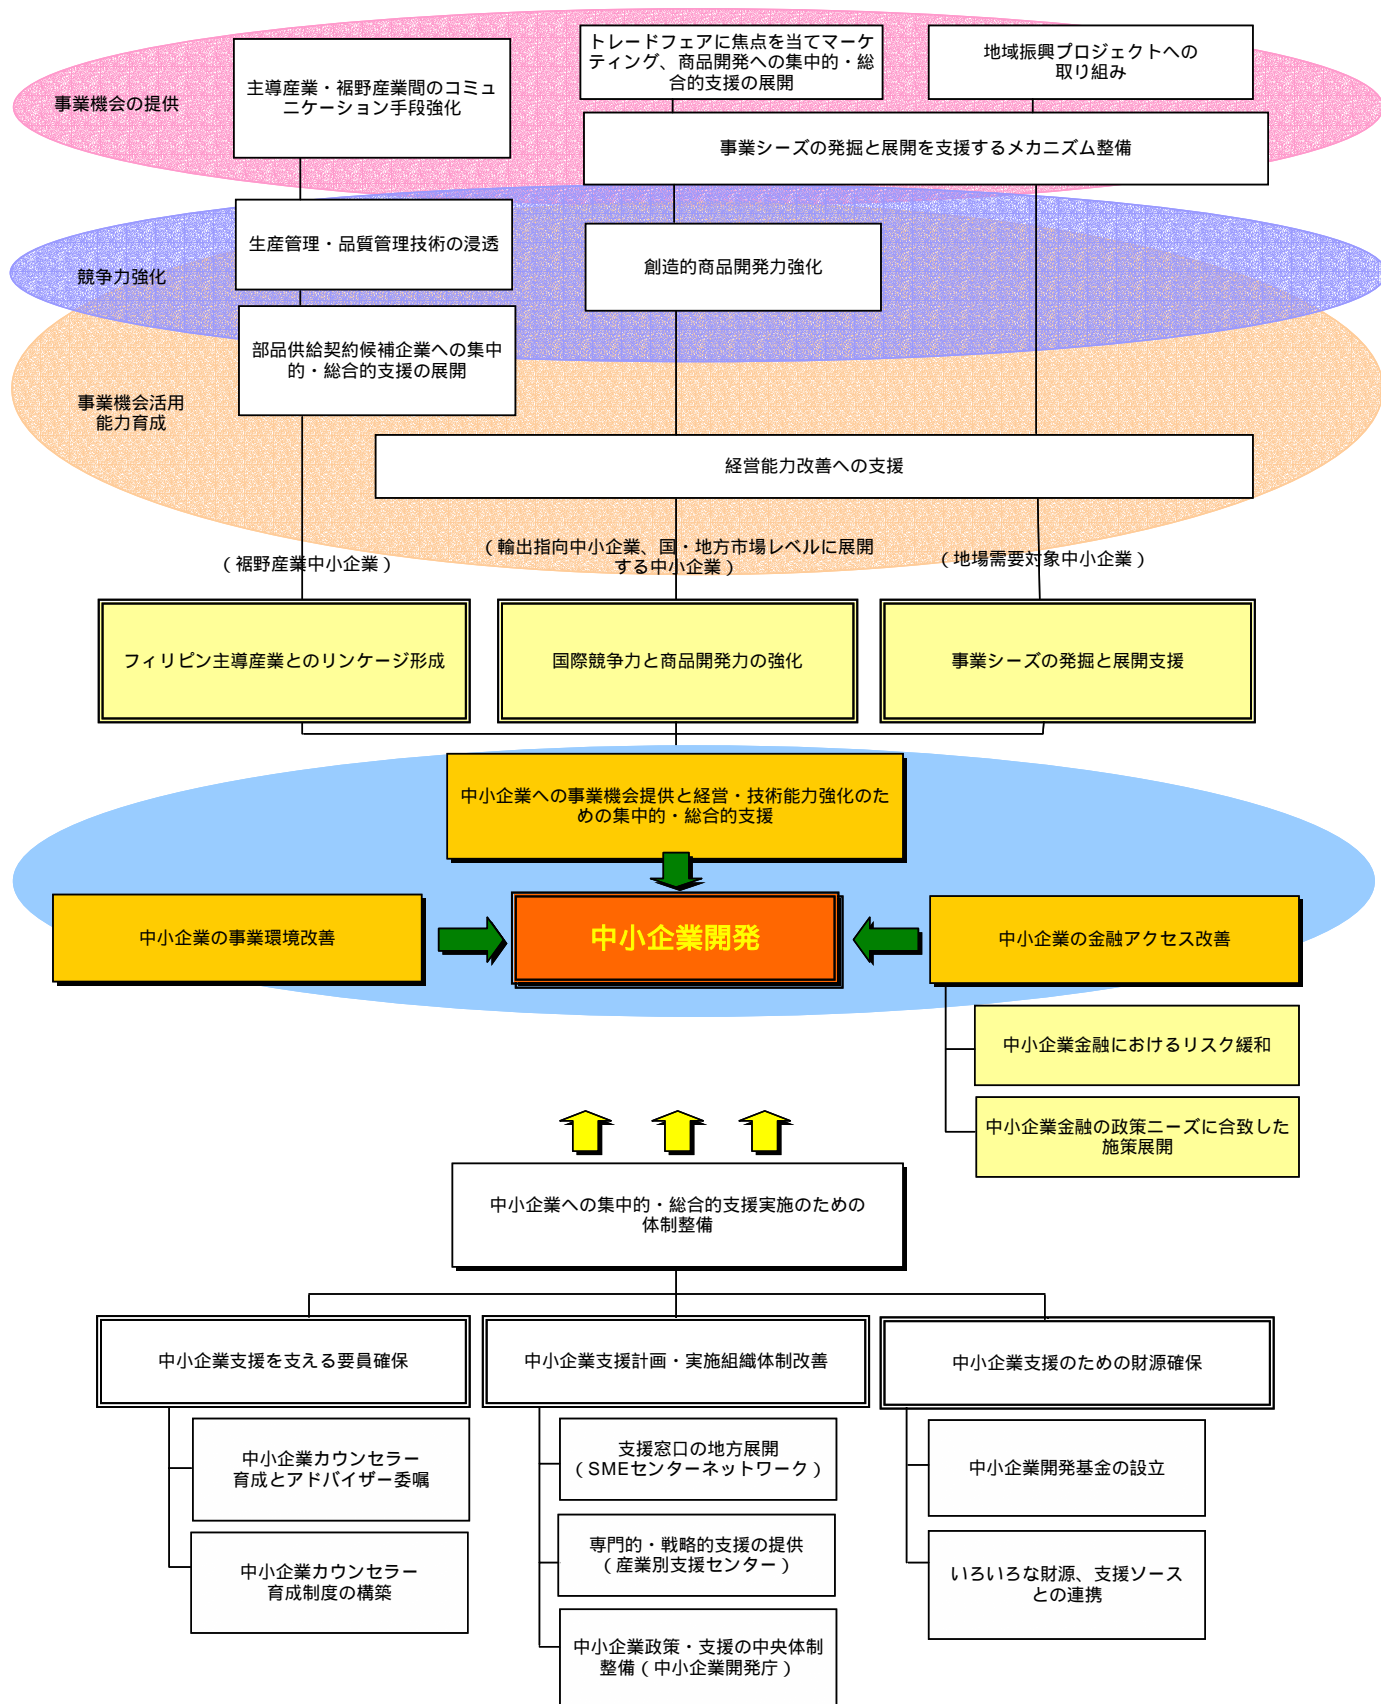 トレードフェアに焦点を当てマーケ
ティング、商品開発への集中的・総
合的支援の展開
地域振興プロジェクトへの
取り組み
主導産業・裾野産業間のコミュ
ニケーション手段強化
事業機会の提供
事業シーズの発掘と展開を支援するメカニズム整備
生産管理・品質管理技術の浸透
創造的商品開発力強化
競争力強化
部品供給契約候補企業への集中
的・総合的支援の展開
事業機会活用
能力育成
経営能力改善への支援
（裾野産業中小企業）
（輸出指向中小企業、国・地方市場レベルに展開
する中小企業）
（地場需要対象中小企業）
フィリピン主導産業とのリンケージ形成
国際競争力と商品開発力の強化
事業シーズの発掘と展開支援
中小企業への事業機会提供と経営・技術能力強化のた
めの集中的・総合的支援
中小企業の事業環境改善
中小企業開発
中小企業の金融アクセス改善
中小企業金融におけるリスク緩和
中小企業金融の政策ニーズに合致した
施策展開
中小企業への集中的・総合的支援実施のための
体制整備
中小企業支援を支える要員確保
中小企業支援計画・実施組織体制改善
中小企業支援のための財源確保
中小企業カウンセラー
育成とアドバイザー委嘱
支援窓口の地方展開
（SMEセンターネットワーク）
中小企業開発基金の設立
中小企業カウンセラー
育成制度の構築
専門的・戦略的支援の提供
（産業別支援センター）
いろいろな財源、支援ソース
との連携
中小企業政策・支援の中央体制
整備（中小企業開発庁）